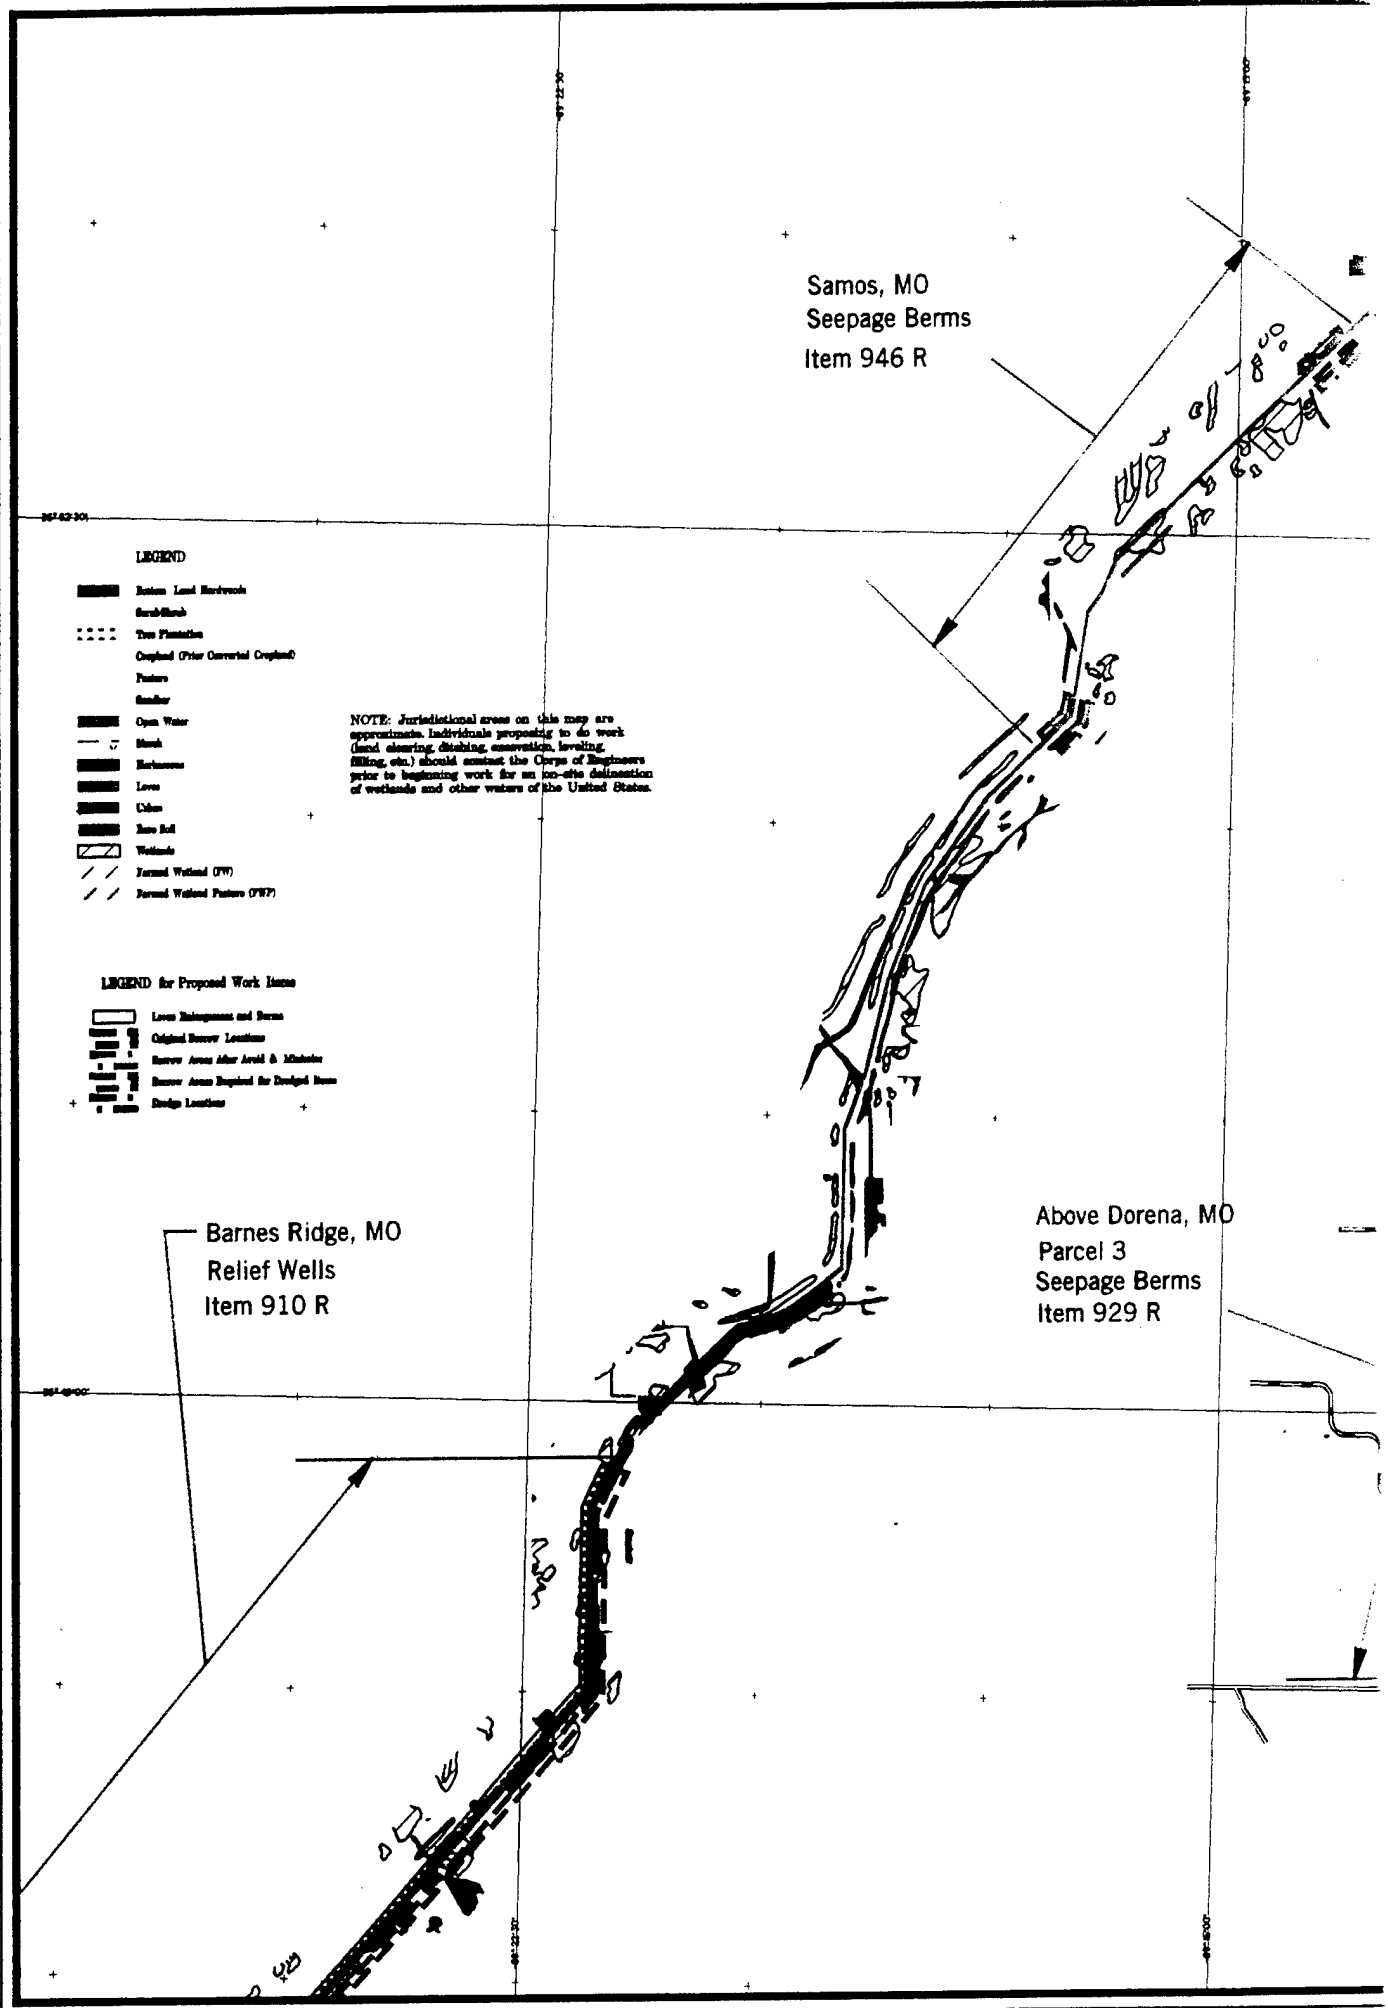 Samos, MO
Seepage Berms
Item 946 R
LEGEND
Bottom Land Hardwoods
Scrub-Shrub
Tree Plantation
Cropland (Prior Converted Cropland)
Pasture
Sandbar
Open Water
Marsh
Herbaceous
Levee
Urban
Bare Soil
Wetlands
Farmed Wetland (FW)
Farmed Wetland Pasture (FWP)
NOTE: Jurisdictional areas on this map are
approximate. Individuals proposing to do work
(land clearing, ditching, excavation, leveling,
filling, etc.) should contact the Corps of Engineers
prior to beginning work for an on-site delineation
of wetlands and other waters of the United States.
LEGEND for Proposed Work Items
Levee Enlargement and Berms
Original Borrow Locations
Borrow Areas After Avoid & Minimize
Borrow Areas Required for Dredged Items
Dredge Locations
Barnes Ridge, MO
Relief Wells
Item 910 R
Above Dorena, MO
Parcel 3
Seepage Berms
Item 929 R